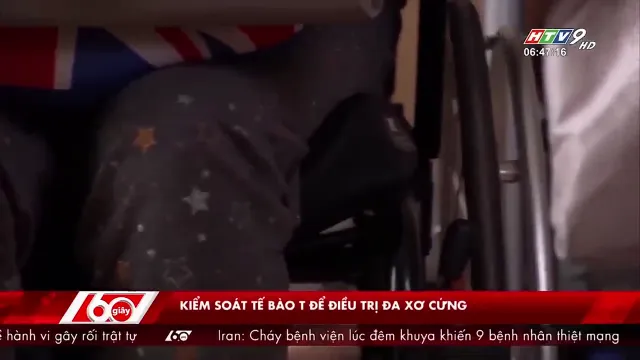 HTV9 HD
06:47:16
60 giây
KIỂM SOÁT TẾ BÀO T ĐỂ ĐIỀU TRỊ ĐA XƠ CỨNG
hành vi gây rối trật tự 60 Iran: Cháy bệnh viện lúc đêm khuya khiến 9 bệnh nhân thiệt mạng